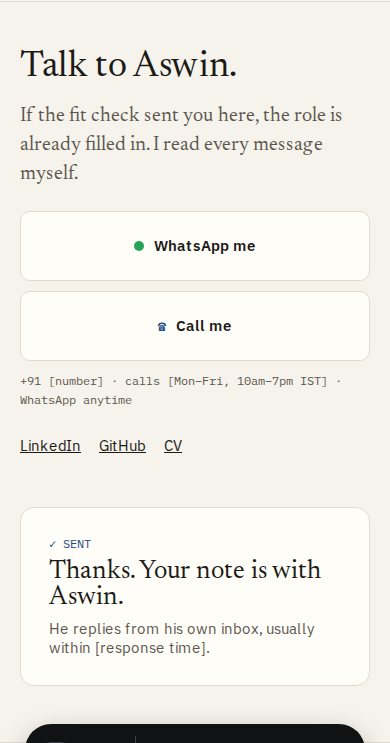 Talk to Aswin.
If the fit check sent you here, the role is
already filled in. I read every message
myself.
WhatsApp me
☎ Call me
+91 [number] · calls [Mon–Fri, 10am–7pm IST] ·
WhatsApp anytime
LinkedIn GitHub CV
✓ SENT
Thanks. Your note is with
Aswin.
He replies from his own inbox, usually
within [response time].